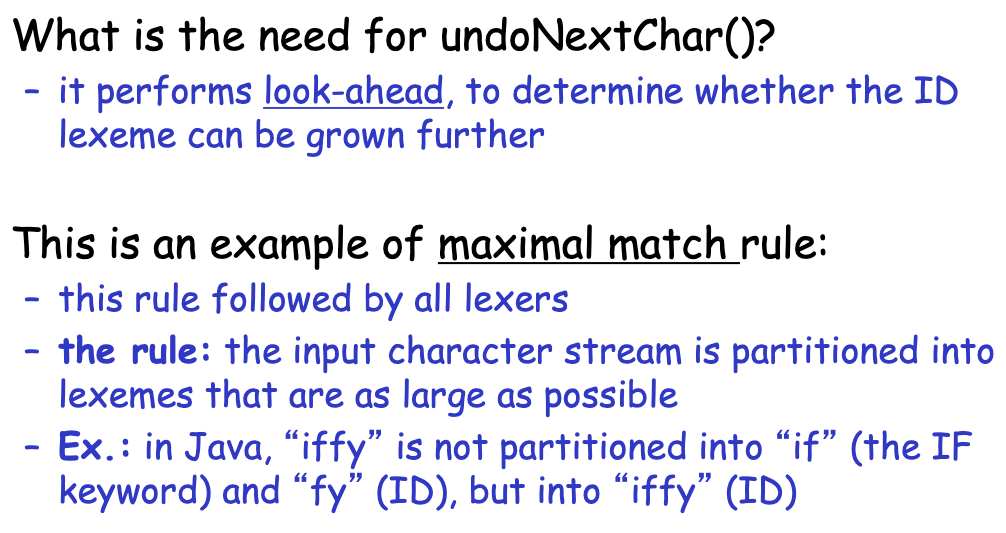 What is the need for undoNextChar()?
– it performs look-ahead, to determine whether the ID
lexeme can be grown further
This is an example of maximal match rule:
– this rule followed by all lexers
– the rule: the input character stream is partitioned into
lexemes that are as large as possible
– Ex.: in Java, “iffy” is not partitioned into “if” (the IF
keyword) and “fy” (ID), but into “iffy” (ID)